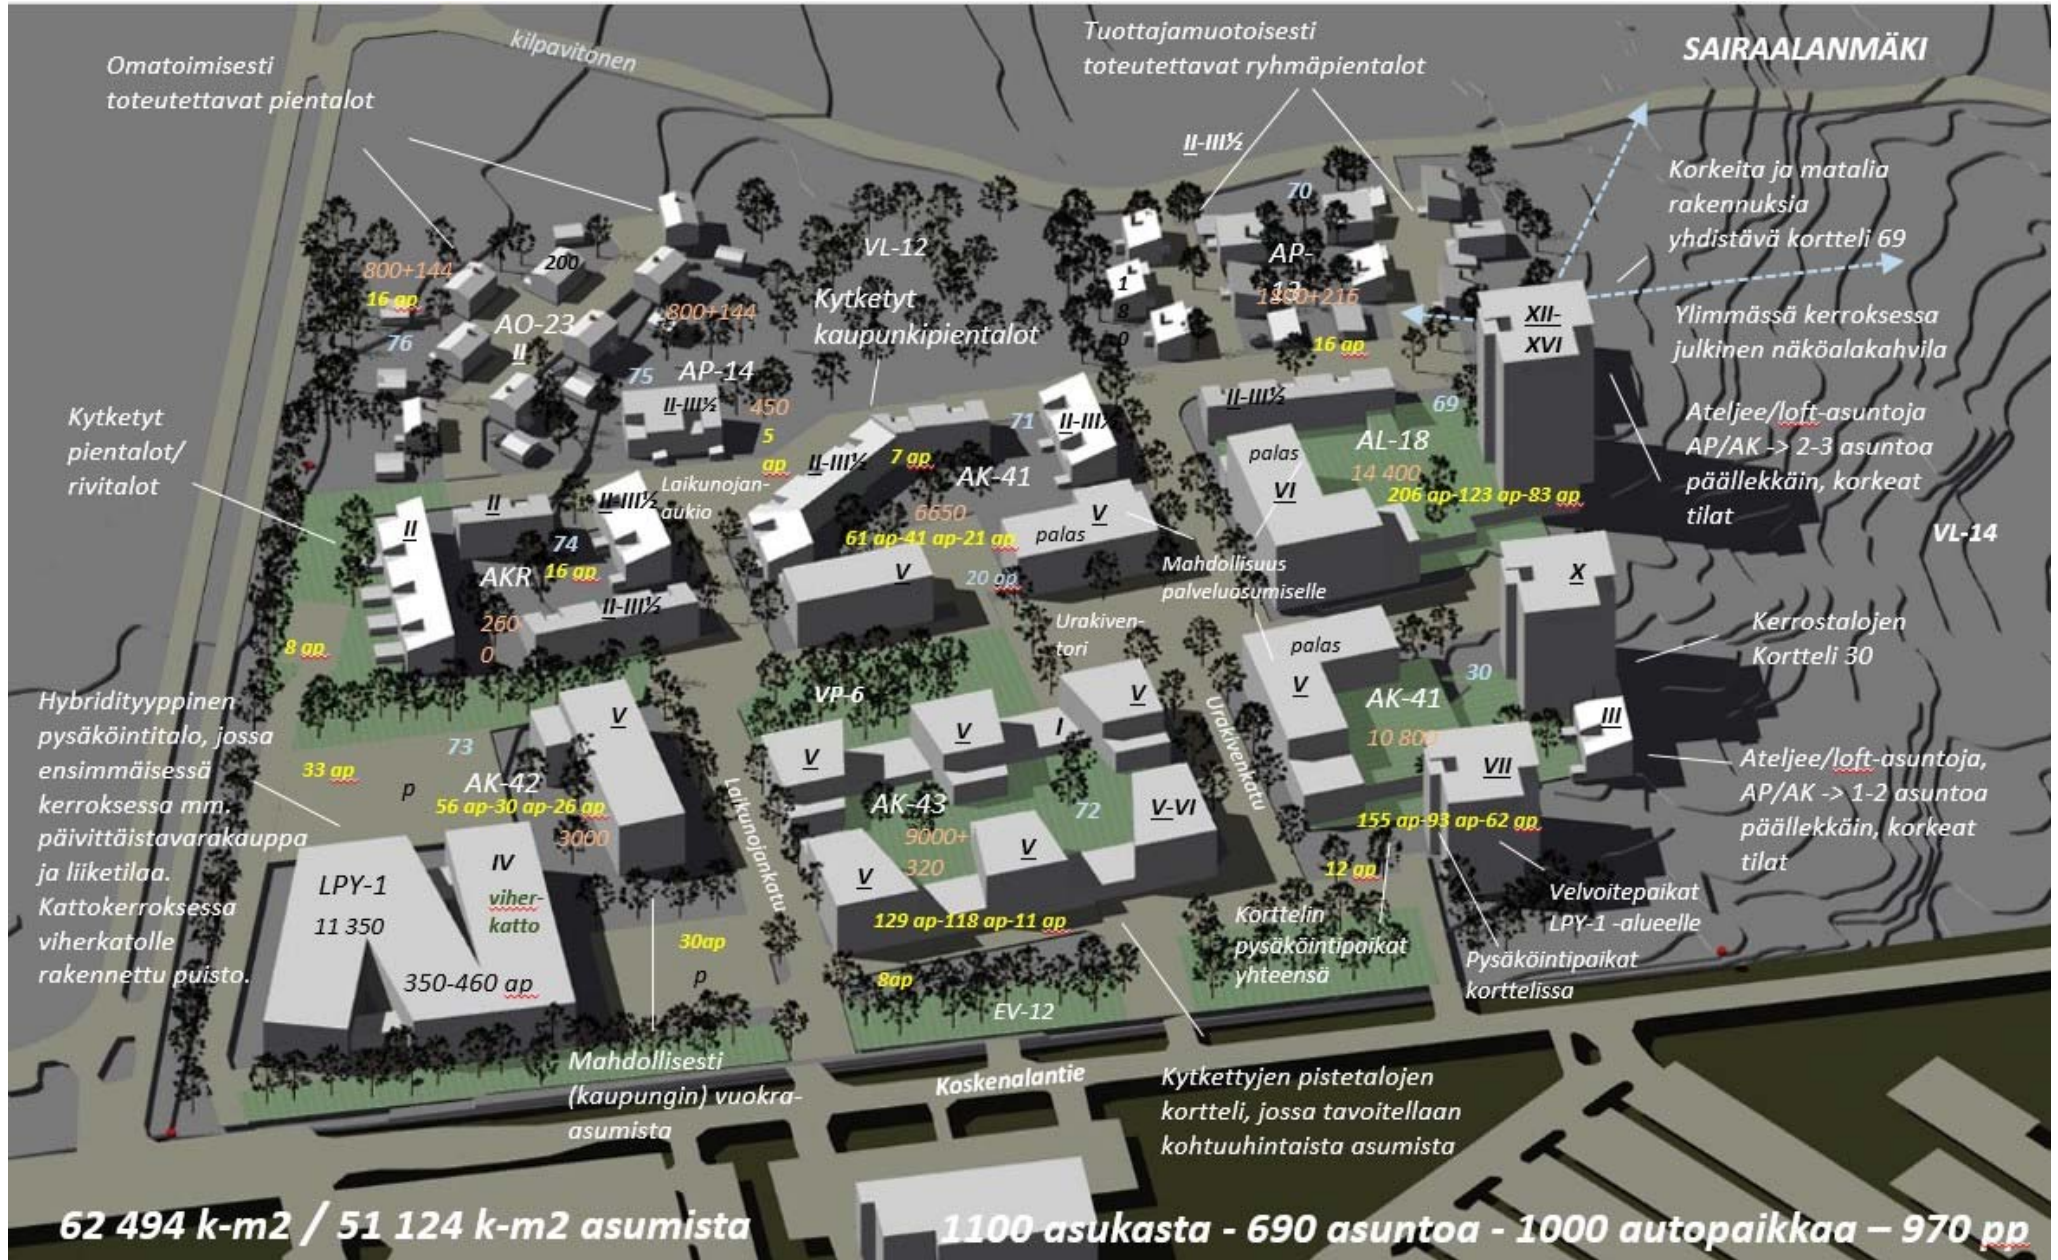 Omatoimisesti
toteutettavat pientalot
kilpavitonen
Tuottajamuotoisesti
toteutettavat ryhmäpientalot
SAIRAALANMÄKI
II-III½
Korkeita ja matalia
rakennuksia
yhdistävä kortteli 69
70
AP-
1800+216
16 ap
1
8
0
VL-12
800+144
16 ap
200
800+144
AO-23
II
76
75
AP-14
II-III½
450
5
ap
Kytketyt
kaupunkipientalot
XII-
XVI
Ylimmässä kerroksessa
julkinen näköalakahvila
Ateljee/loft-asuntoja
AP/AK -> 2-3 asuntoa
päällekkäin, korkeat
tilat
VL-14
Kytketyt
pientalot/
rivitalot
II
II
II-III½
Laikunojan-
aukio
74
AKR
16 ap
II-III½
260
0
8 ap
II-III½
7 ap
71
II-III½
AK-41
6650
61 ap-41 ap-21 ap
V
palas
V
20 ap
II-III½
69
AL-18
14 400
206 ap-123 ap-83 ap
palas
VI
Mahdollisuus
palveluasumiselle
Urakiven-
tori
X
Kerrostalojen
Kortteli 30
palas
V
30
AK-41
10 800
III
VII
155 ap-93 ap-62 ap
12 ap
Ateljee/loft-asuntoja,
AP/AK -> 1-2 asuntoa
päällekkäin, korkeat
tilat
Hybridityyppinen
pysäköintitalo, jossa
ensimmäisessä
kerroksessa mm.
päivittäistavarakauppa
ja liiketilaa.
Kattokerroksessa
viherkatolle
rakennettu puisto.
73
33 ap
p
AK-42
56 ap-30 ap-26 ap
3000
V
LPY-1
11 350
IV
viher-
katto
350-460 ap
Laikunojankatu
VP-6
V
V
I
V
AK-43
9000+
320
72
V-VI
V
V
129 ap-118 ap-11 ap
Urakivenkatu
30ap
p
8ap
EV-12
Korttelin
pysäköintipaikat
yhteensä
Velvoitepaikat
LPY-1 -alueelle
Pysäköintipaikat
korttelissa
Mahdollisesti
(kaupungin) vuokra-
asumista
Koskenalantie
Kytkettyjen pistetalojen
kortteli, jossa tavoitellaan
kohtuuhintaista asumista
62 494 k-m2 / 51 124 k-m2 asumista
1100 asukasta - 690 asuntoa - 1000 autopaikkaa – 970 pp